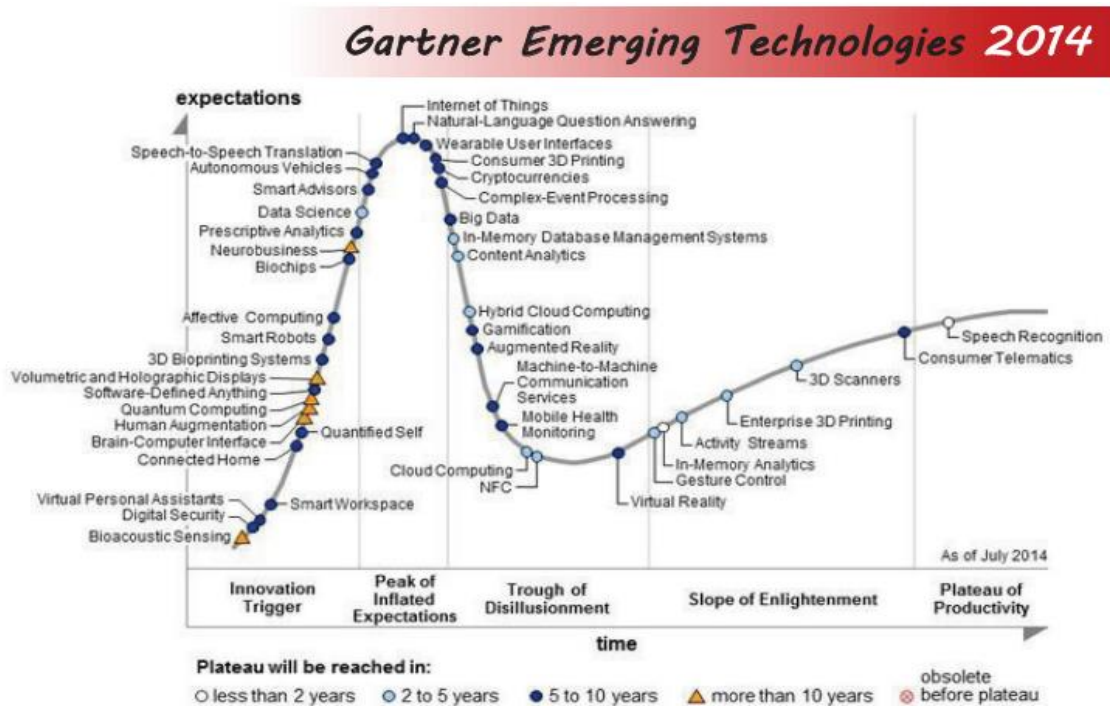 Gartner Emerging Technologies 2014
expectations
Internet of Things
Natural-Language Question Answering
Wearable User Interfaces
Speech-to-Speech Translation
Consumer 3D Printing
Autonomous Vehicles
Cryptocurrencies
Smart Advisors
Complex-Event Processing
Data Science
Big Data
Prescriptive Analytics
In-Memory Database Management Systems
Neurobusiness
Content Analytics
Biochips
Hybrid Cloud Computing
Affective Computing
Gamification
Smart Robots
Augmented Reality
3D Bioprinting Systems
Machine-to-Machine
Communication
Services
Volumetric and Holographic Displays
Software-Defined Anything
Quantum Computing
Human Augmentation
Brain-Computer Interface
Quantified Self
Connected Home
Mobile Health
Monitoring
Speech Recognition
Consumer Telematics
3D Scanners
Enterprise 3D Printing
Activity Streams
In-Memory Analytics
Gesture Control
Cloud Computing
NFC
Virtual Reality
Virtual Personal Assistants
Smart Workspace
Digital Security
Bioacoustic Sensing
As of July 2014
Innovation
Trigger
Peak of
Inflated
Expectations
Trough of
Disillusionment
Slope of Enlightenment
Plateau of
Productivity
time
Plateau will be reached in:
less than 2 years
2 to 5 years
5 to 10 years
more than 10 years
obsolete
before plateau